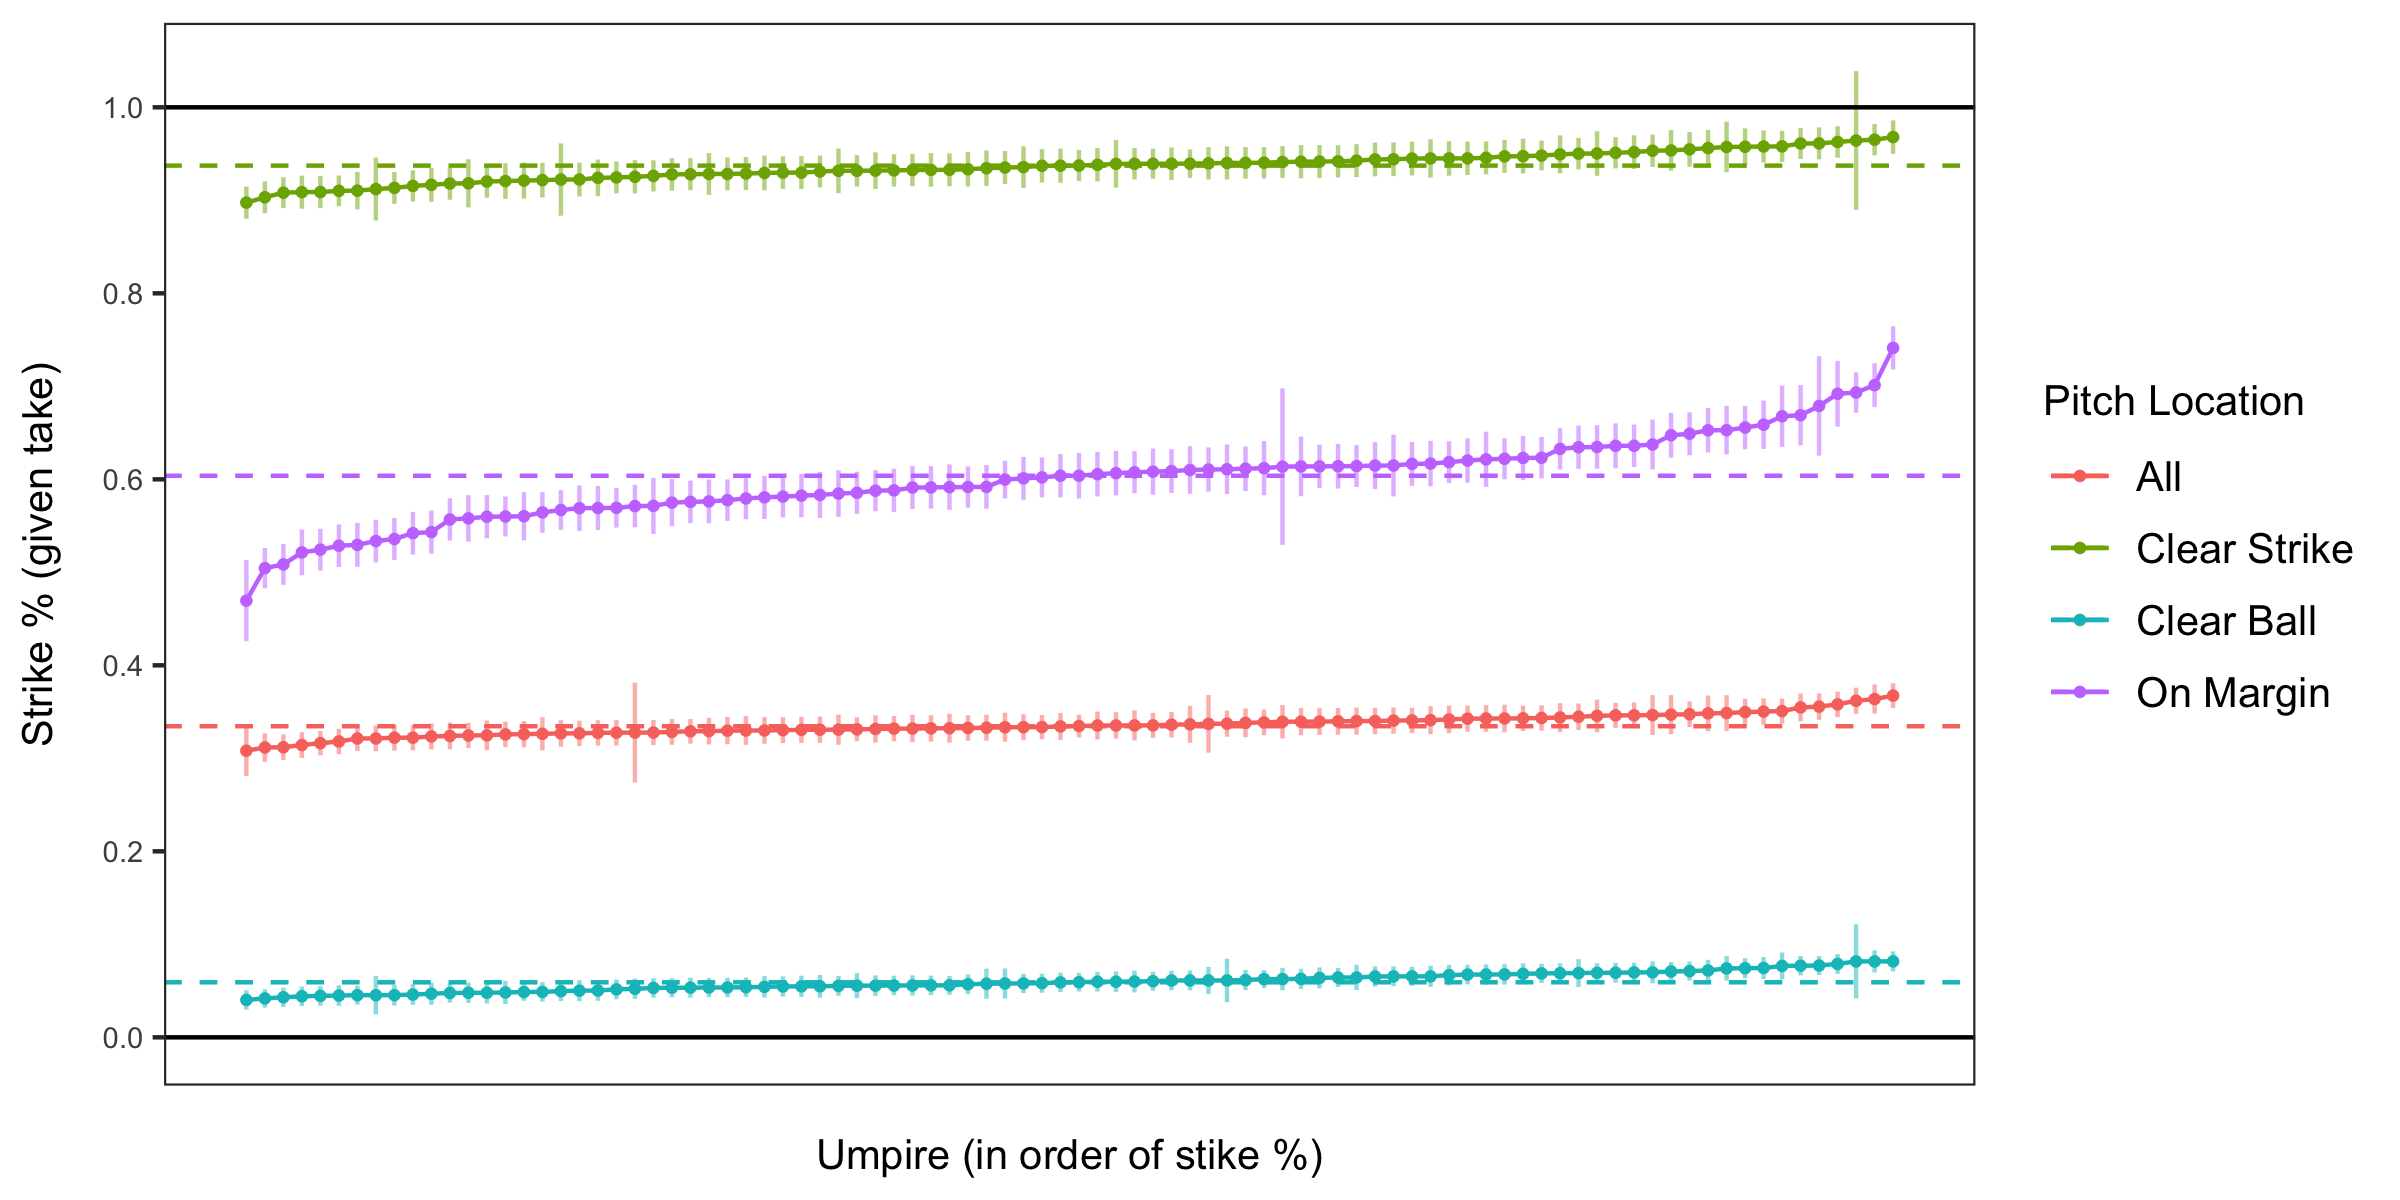 1.0
0.8
0.6
0.4
0.2
0.0
Strike % (given take)
Umpire (in order of stike %)
Pitch Location
All
Clear Strike
Clear Ball
On Margin